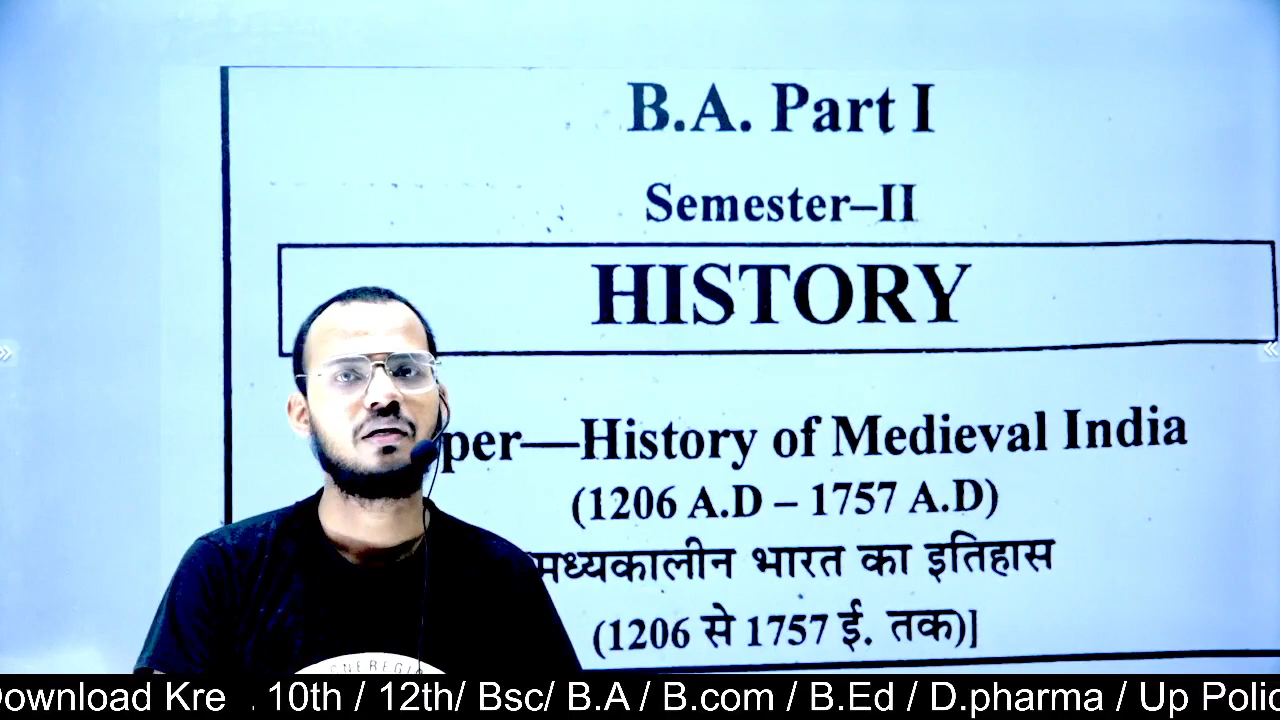 B.A. Part I
Semester–II
HISTORY
per—History of Medieval India
(1206 A.D – 1757 A.D)
मध्यकालीन भारत का इतिहास
(1206 से 1757 ई. तक)]
ownload Kre . 10th / 12th/ Bsc/ B.A / B.com / B.Ed / D.pharma / Up Polic